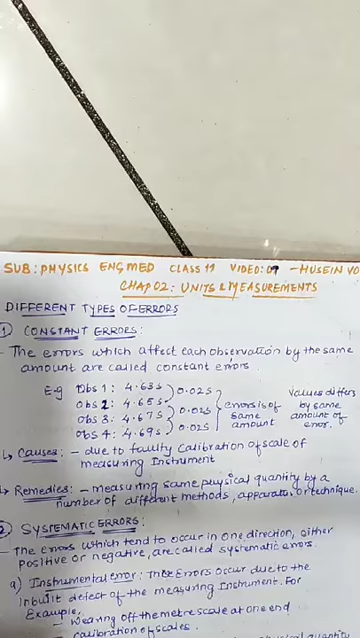 SUB: PHYSICS ENG MED CLASS 11 VIDEO: 09 - HUSEIN VO
CHAP 02: UNITS & MEASUREMENTS
DIFFERENT TYPES OF ERRORS
① CONSTANT ERRORS:
- The errors which affect each observation by the same
amount are called constant errors.
E-g Obs 1: 4.63s
Obs 2: 4.65s
Obs 3: 4.67s
Obs 4: 4.69s
0.02s
0.02s
0.02s
errors is of
same
amount
Values differs
by same
amount of
error.
↳ Causes: - due to faulty calibration of scale of
measuring Instrument
↳ Remedies: - measuring same physical quantity by a
number of different methods, apparatus or technique.
② SYSTEMATIC ERRORS:
- The errors which tend to occur in one direction, either
positive or negative, are called systematic errors.
a) Instrumental error: These Errors occur due to the
inbuilt defect of the measuring Instrument. For
Example,
- Wearing off the metre scale at one end
calibration of scales.